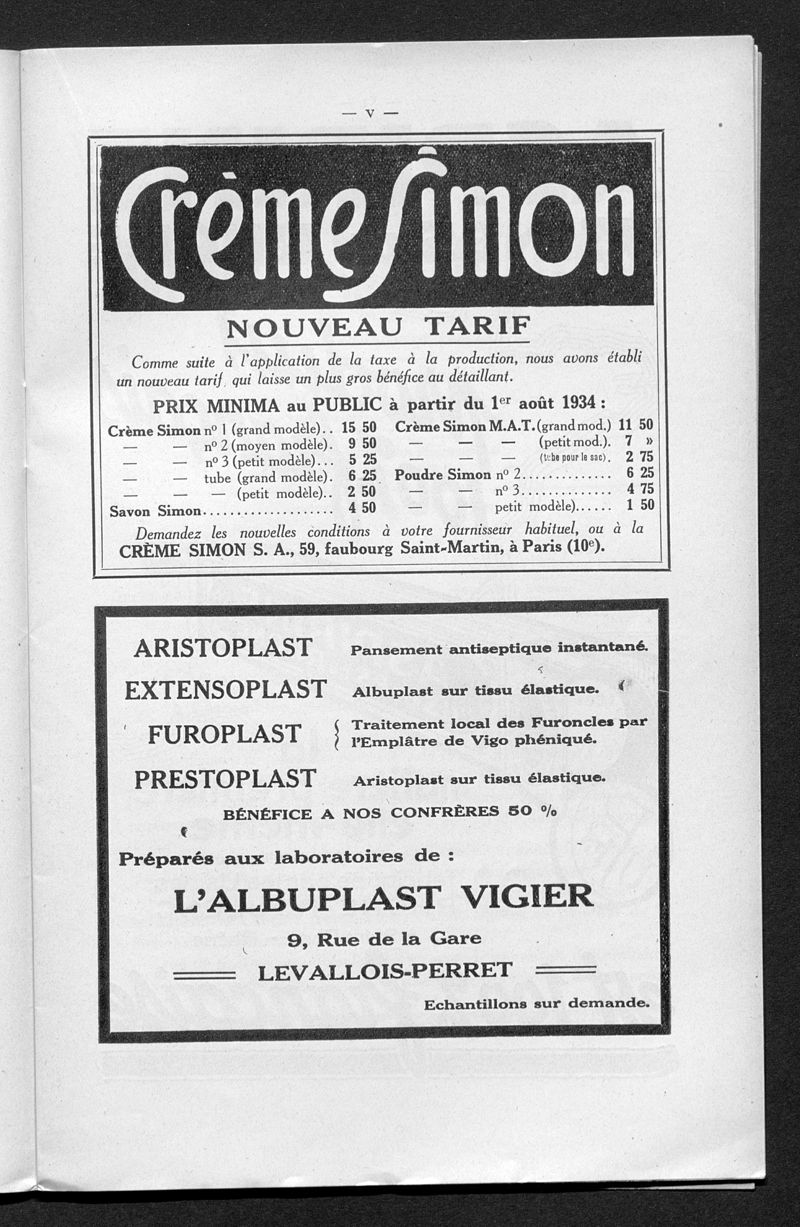 — V —
Crème Simon
NOUVEAU TARIF
Comme suite à l'application de la taxe à la production, nous avons établi
un nouveau tarif, qui laisse un plus gros bénéfice au détaillant.
PRIX MINIMA au PUBLIC à partir du 1er août 1934 :
Crème Simon nº 1 (grand modèle).. 15 50
— — nº 2 (moyen modèle). 9 50
— — nº 3 (petit modèle)... 5 25
— — tube (grand modèle). 6 25
— — — (petit modèle).. 2 50
Savon Simon................... 4 50
Crème Simon M.A.T. (grand mod.) 11 50
— — — (petit mod.). 7 »
— — — (tube pour le sac). 2 75
Poudre Simon nº 2.............. 6 25
— — nº 3.............. 4 75
— — petit modèle)...... 1 50
Demandez les nouvelles conditions à votre fournisseur habituel, ou à la
CRÈME SIMON S. A., 59, faubourg Saint-Martin, à Paris (10e).
ARISTOPLAST Pansement antiseptique instantané.
EXTENSOPLAST Albuplast sur tissu élastique.
FUROPLAST { Traitement local des Furoncles par
l'Emplâtre de Vigo phéniqué.
PRESTOPLAST Aristoplast sur tissu élastique.
BÉNÉFICE A NOS CONFRÈRES 50 %
Préparés aux laboratoires de :
L'ALBUPLAST VIGIER
9, Rue de la Gare
LEVALLOIS-PERRET
Echantillons sur demande.